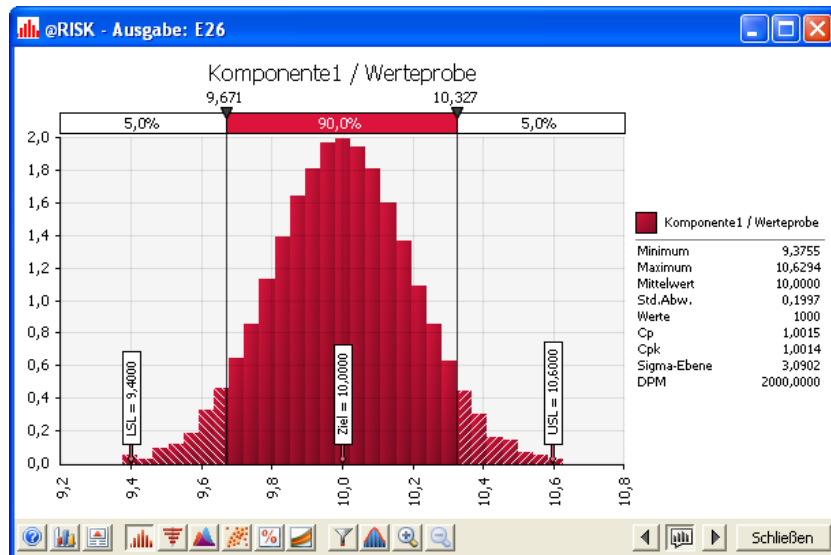 @RISK - Ausgabe: E26
Komponente1 / Werteprobe
9,671 10,327
5,0% 90,0% 5,0%
2,0
1,8
1,6
1,4
1,2
1,0
0,8
0,6
0,4
0,2
0,0
LSL = 9,4000
Ziel = 10,0000
USL = 10,6000
9,2 9,4 9,6 9,8 10,0 10,2 10,4 10,6 10,8
Komponente1 / Werteprobe
Minimum 9,3755
Maximum 10,6294
Mittelwert 10,0000
Std.Abw. 0,1997
Werte 1000
Cp 1,0015
Cpk 1,0014
Sigma-Ebene 3,0902
DPM 2000,0000
Schließen